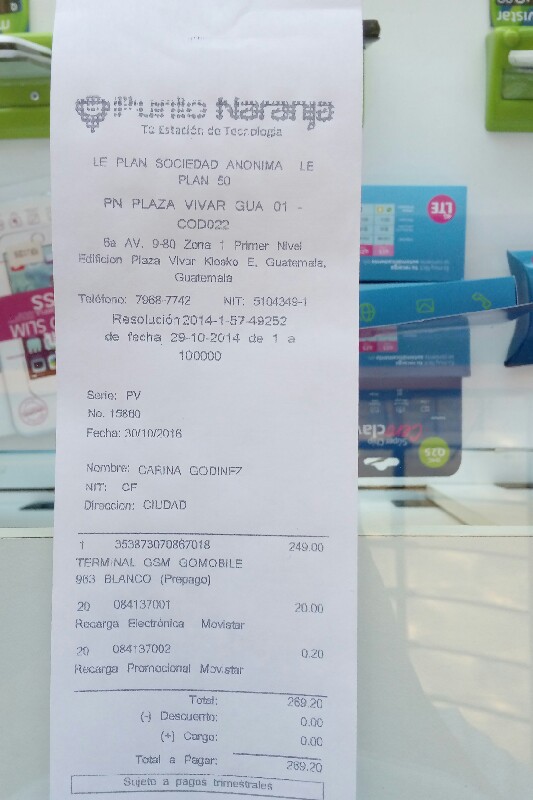 Punto Naranja
Tu Estación de Tecnología
LE PLAN SOCIEDAD ANONIMA LE
PLAN 50
PN PLAZA VIVAR GUA 01 -
COD022
6a AV. 9-80 Zona 1 Primer Nivel
Edificion Plaza Vivar Kiosko E, Guatemala,
Guatemala
Teléfono: 7968-7742 NIT: 5104349-1
Resolución 2014-1-57-49252
de fecha 29-10-2014 de 1 a
100000
Serie: PV
No. 15860
Fecha: 30/10/2016
Nombre: CARINA GODINEZ
NIT: CF
Direccion: CIUDAD
1 353873070867018 249.00
TERMINAL GSM GOMOBILE
963 BLANCO (Prepago)
20 084137001 20.00
Recarga Electrónica Movistar
20 084137002 0.20
Recarga Promocional Movistar
Total: 269.20
(-) Descuento: 0.00
(+) Cargo: 0.00
Total a Pagar: 269.20
Sujeto a pagos trimestrales
LTE